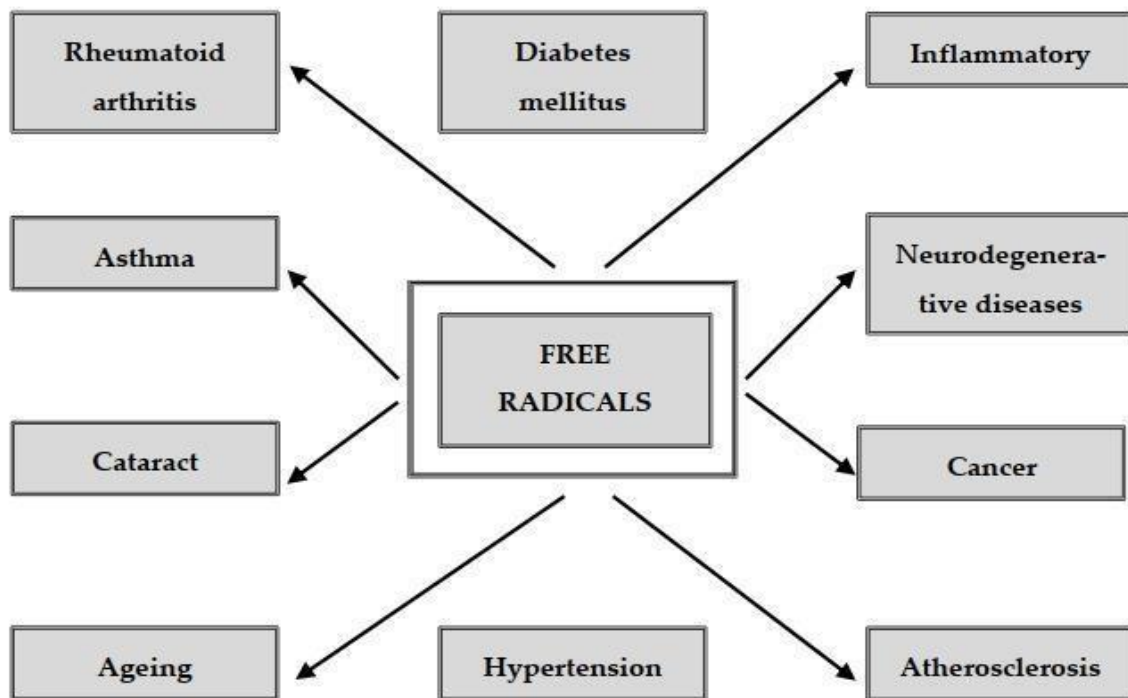 Rheumatoid
arthritis
Diabetes
mellitus
Inflammatory
Asthma
Neurodegenera-
tive diseases
FREE
RADICALS
Cataract
Cancer
Ageing
Hypertension
Atherosclerosis